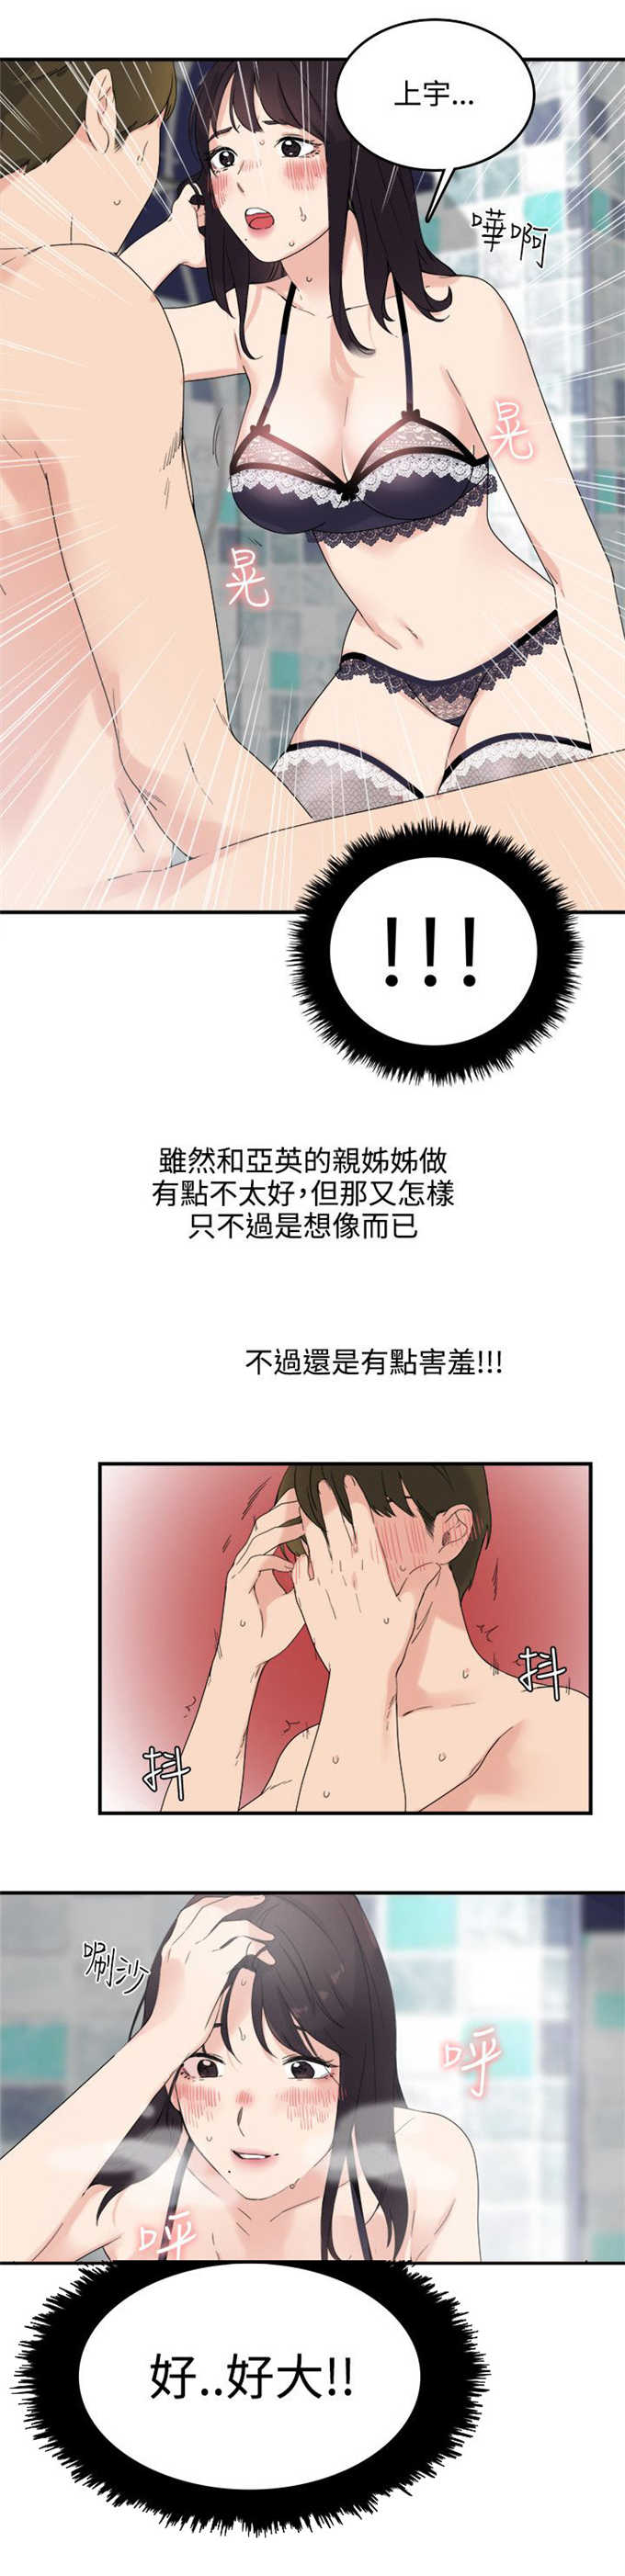 上宇...
嘩啊
晃
晃
!!!
雖然和亞英的親姊姊做
有點不太好,但那又怎樣
只不過是想像而已
不過還是有點害羞!!!
抖
抖
唰沙
呼
呼
好..好大!!